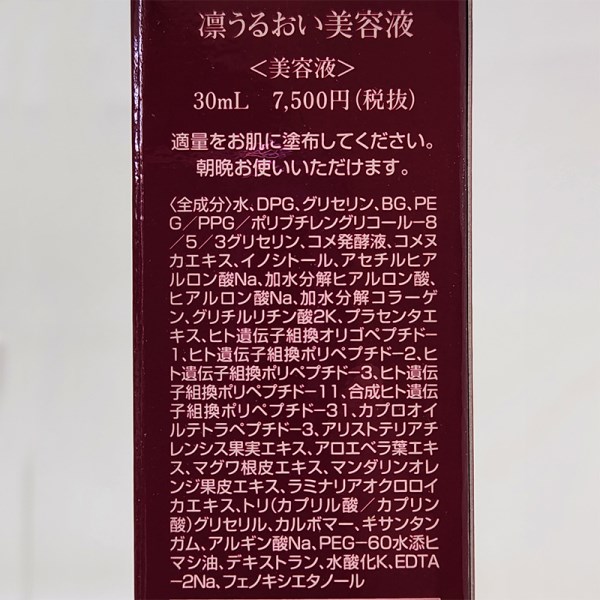 凛うるおい美容液
＜美容液＞
30mL　7,500円(税抜)
適量をお肌に塗布してください。
朝晩お使いいただけます。
〈全成分〉水、DPG、グリセリン、BG、PE
G／PPG／ポリブチレングリコールー8
／5／3グリセリン、コメ発酵液、コメヌ
カエキス、イノシトール、アセチルヒア
ルロン酸Na、加水分解ヒアルロン酸、
ヒアルロン酸Na、加水分解コラーゲ
ン、グリチルリチン酸2K、プラセンタエ
キス、ヒト遺伝子組換オリゴペプチド-
1、ヒト遺伝子組換ポリペプチド-2、ヒ
ト遺伝子組換ポリペプチド-3、ヒト遺伝
子組換ポリペプチド-11、合成ヒト遺伝
子組換ポリペプチド-31、カプロオイ
ルテトラペプチド-3、アリストテリアチ
レンシス果実エキス、アロエベラ葉エキ
ス、マグワ根皮エキス、マンダリンオレ
ンジ果皮エキス、ラミナリアオクロロイ
カエキス、トリ(カプリル酸／カプリン
酸)グリセリル、カルボマー、キサンタン
ガム、アルギン酸Na、PEG-60水添ヒ
マシ油、デキストラン、水酸化K、EDTA
-2Na、フェノキシエタノール